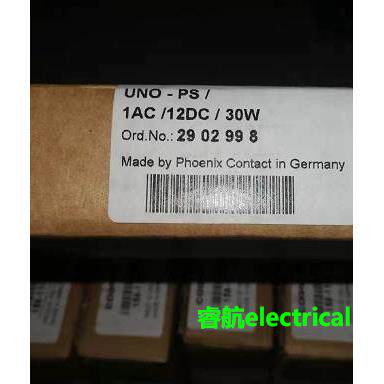 UNO - PS /
1AC /12DC / 30W
Ord.No.: 29 02 99 8
Made by Phoenix Contact in Germany
睿航electrical